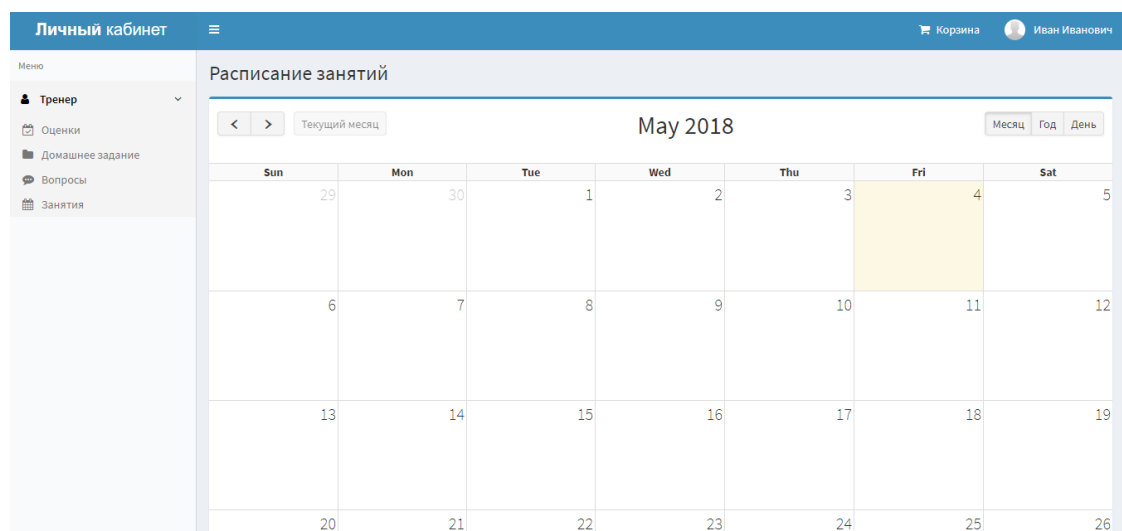 Личный кабинет
Корзина
Иван Иванович
Меню
Тренер
Оценки
Домашнее задание
Вопросы
Занятия
Расписание занятий
Текущий месяц
May 2018
Месяц Год День
Sun Mon Tue Wed Thu Fri Sat
29 30 1 2 3 4 5
6 7 8 9 10 11 12
13 14 15 16 17 18 19
20 21 22 23 24 25 26